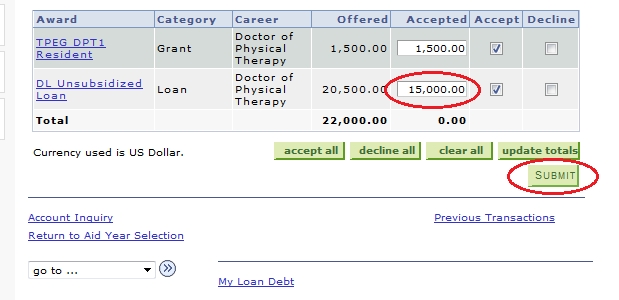 Award Category Career Offered Accepted Accept Decline
TPEG DPT1 Resident Grant Doctor of Physical Therapy 1,500.00 1,500.00
DL Unsubsidized Loan Loan Doctor of Physical Therapy 20,500.00 15,000.00
Total 22,000.00 0.00
Currency used is US Dollar. accept all decline all clear all update totals
SUBMIT
Account Inquiry Previous Transactions
Return to Aid Year Selection
go to ...
My Loan Debt